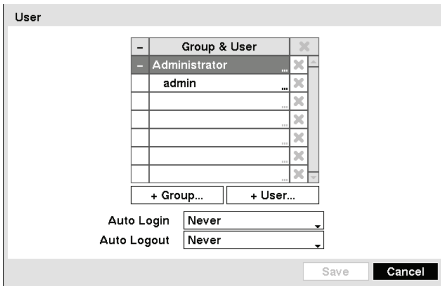 User
– Group & User
– Administrator ...
admin ...
...
...
...
...
...
+ Group... + User...
Auto Login Never
Auto Logout Never
Save Cancel